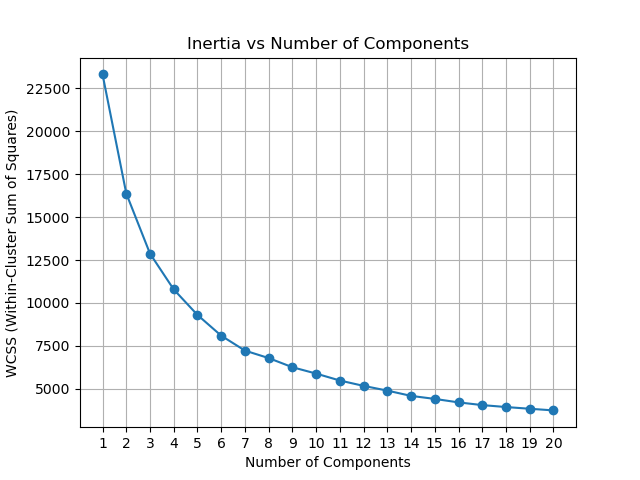 Inertia vs Number of Components
WCSS (Within-Cluster Sum of Squares)
22500
20000
17500
15000
12500
10000
7500
5000
1 2 3 4 5 6 7 8 9 10 11 12 13 14 15 16 17 18 19 20
Number of Components